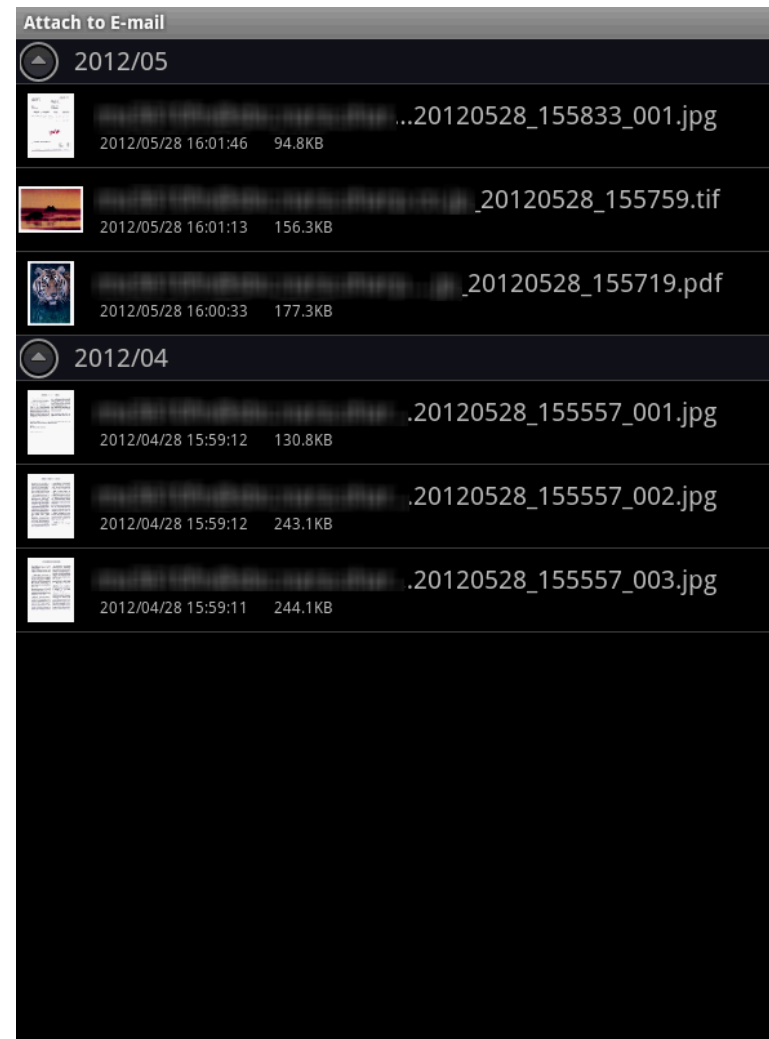 Attach to E-mail
2012/05
...20120528_155833_001.jpg
2012/05/28 16:01:46 94.8KB
_20120528_155759.tif
2012/05/28 16:01:13 156.3KB
_20120528_155719.pdf
2012/05/28 16:00:33 177.3KB
2012/04
.20120528_155557_001.jpg
2012/04/28 15:59:12 130.8KB
.20120528_155557_002.jpg
2012/04/28 15:59:12 243.1KB
.20120528_155557_003.jpg
2012/04/28 15:59:11 244.1KB